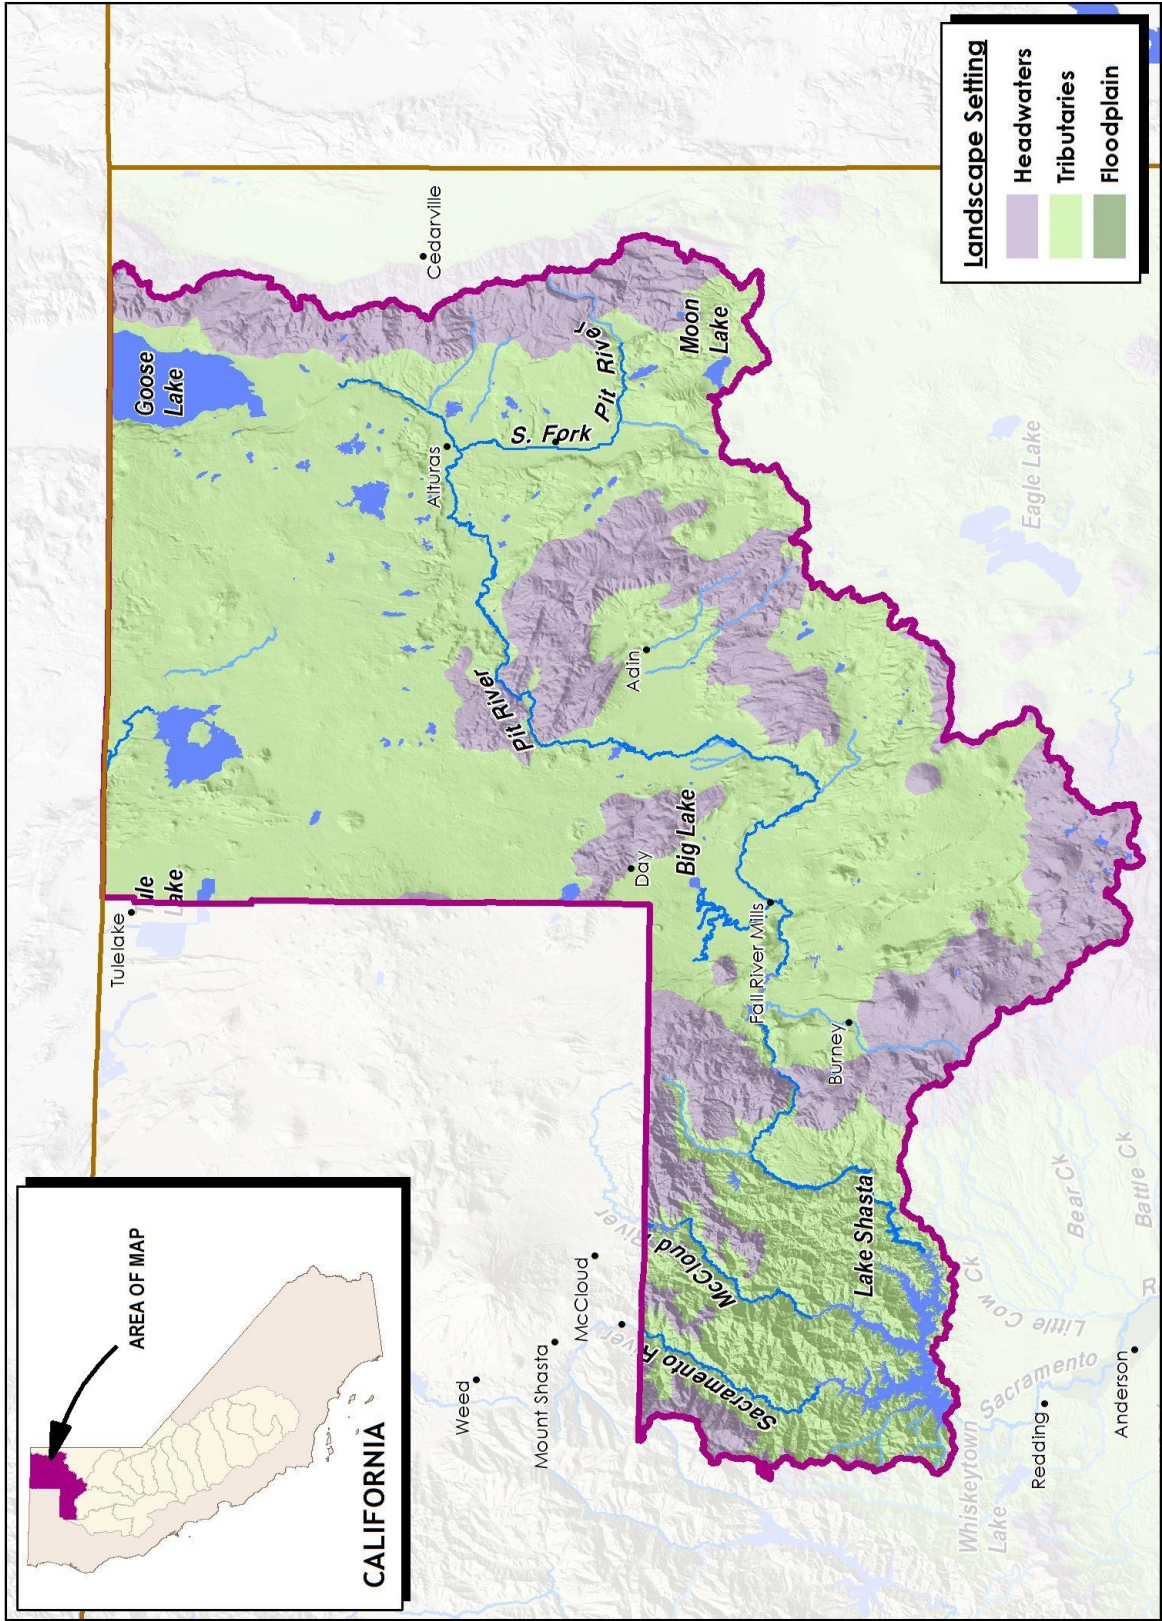 AREA OF MAP
CALIFORNIA
Landscape Setting
Headwaters
Tributaries
Floodplain
Tulelake
Lake
Goose
Lake
Cedarville
Alturas
S. Fork Pit River
Moon
Lake
Pit River
Adin
Day
Big Lake
Fall River Mills
Burney
Eagle Lake
Weed
Mount Shasta
McCloud
River
River
McCloud
Sacramento R
Lake Shasta
Whiskeytown
Lake
Redding
Anderson
Sacramento
Little Cow Ck
Bear Ck
Battle Ck
R